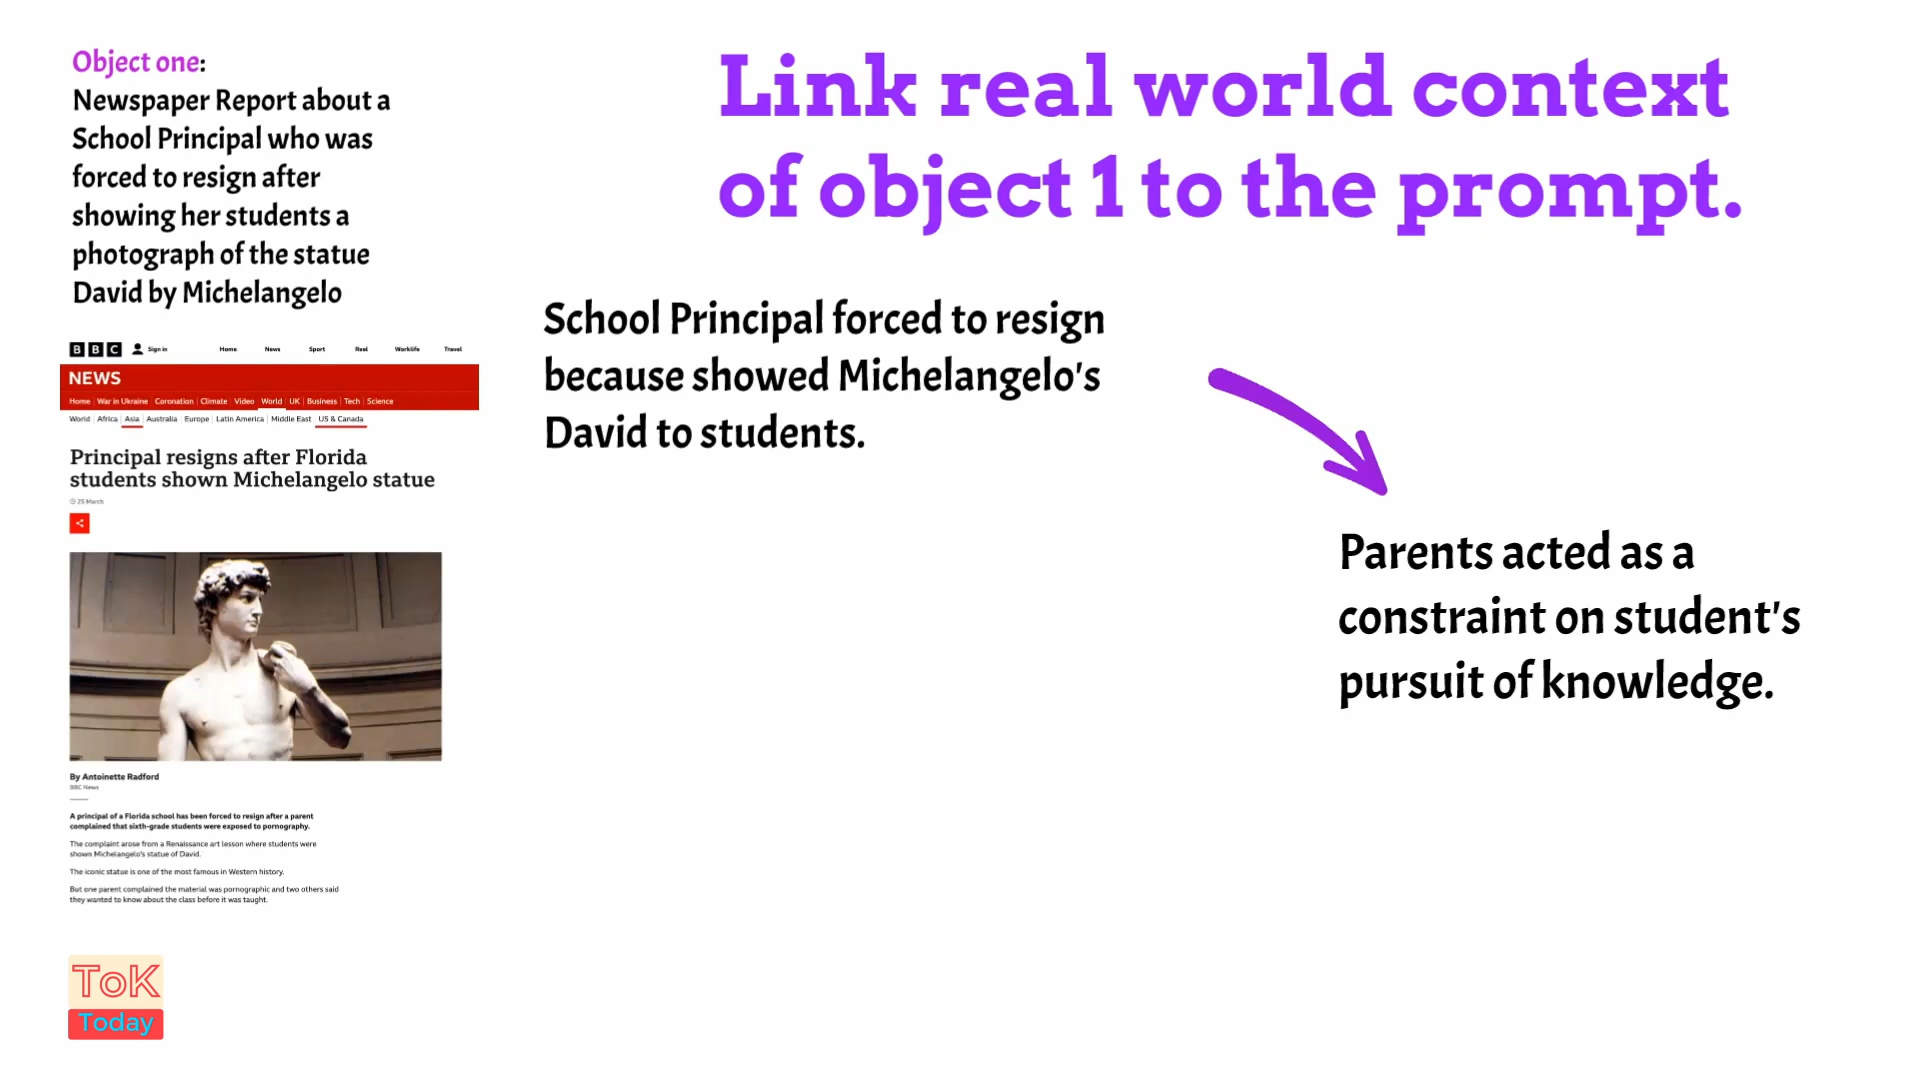 Object one:
Newspaper Report about a
School Principal who was
forced to resign after
showing her students a
photograph of the statue
David by Michelangelo
Link real world context
of object 1 to the prompt.
School Principal forced to resign
because showed Michelangelo's
David to students.
Parents acted as a
constraint on student's
pursuit of knowledge.
BBC Sign in Home News Sport Reel Worklife Travel
NEWS
Home War in Ukraine Coronation Climate Video World UK Business Tech Science
World Africa Asia Australia Europe Latin America Middle East US & Canada
Principal resigns after Florida
students shown Michelangelo statue
25 March
By Antoinette Radford
BBC News
A principal of a Florida school has been forced to resign after a parent
complained that sixth-grade students were exposed to pornography.
The complaint arose from a Renaissance art lesson where students were
shown Michelangelo's statue of David.
The iconic statue is one of the most famous in Western history.
But one parent complained the material was pornographic and two others said
they wanted to know about the class before it was taught.
ToK
Today